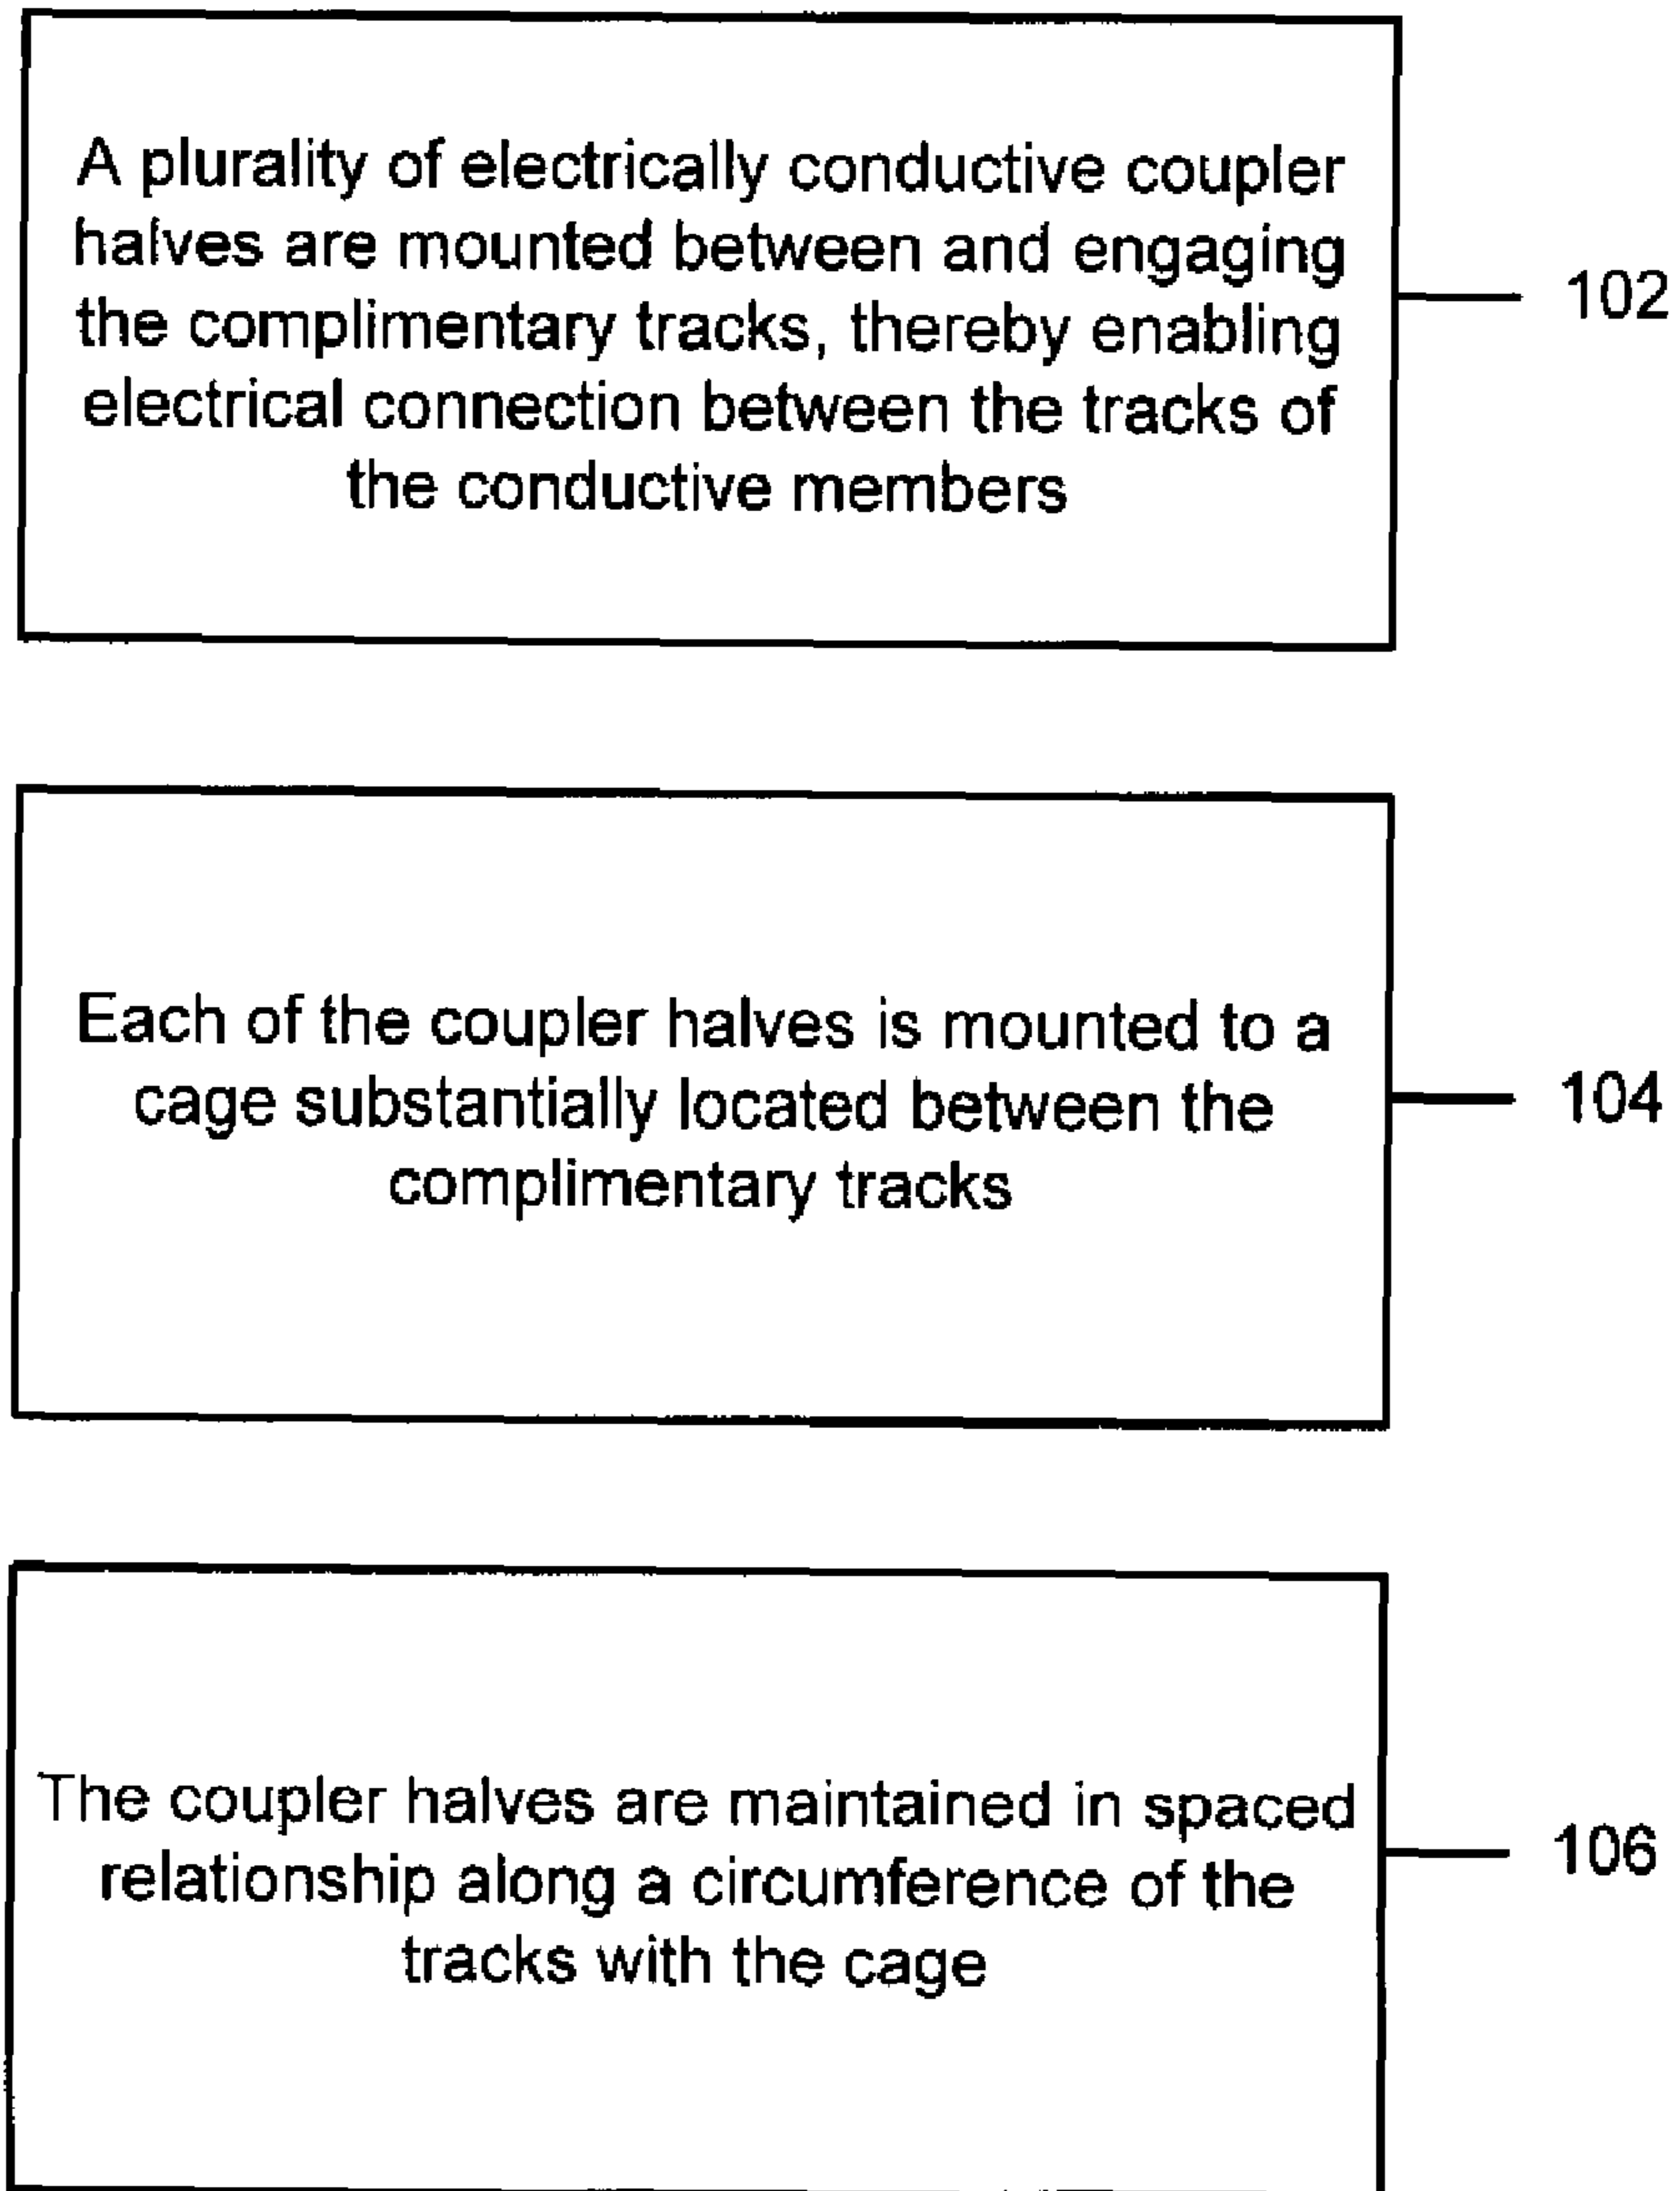 A plurality of electrically conductive coupler
halves are mounted between and engaging
the complimentary tracks, thereby enabling
electrical connection between the tracks of
the conductive members
102
Each of the coupler halves is mounted to a
cage substantially located between the
complimentary tracks
104
The coupler halves are maintained in spaced
relationship along a circumference of the
tracks with the cage
106